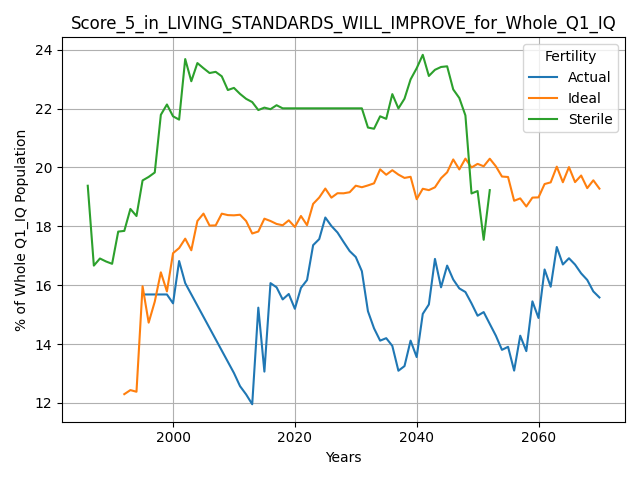 Score_5_in_LIVING_STANDARDS_WILL_IMPROVE_for_Whole_Q1_IQ
Fertility
Actual
Ideal
Sterile
% of Whole Q1_IQ Population
24
22
20
18
16
14
12
2000
2020
2040
2060
Years